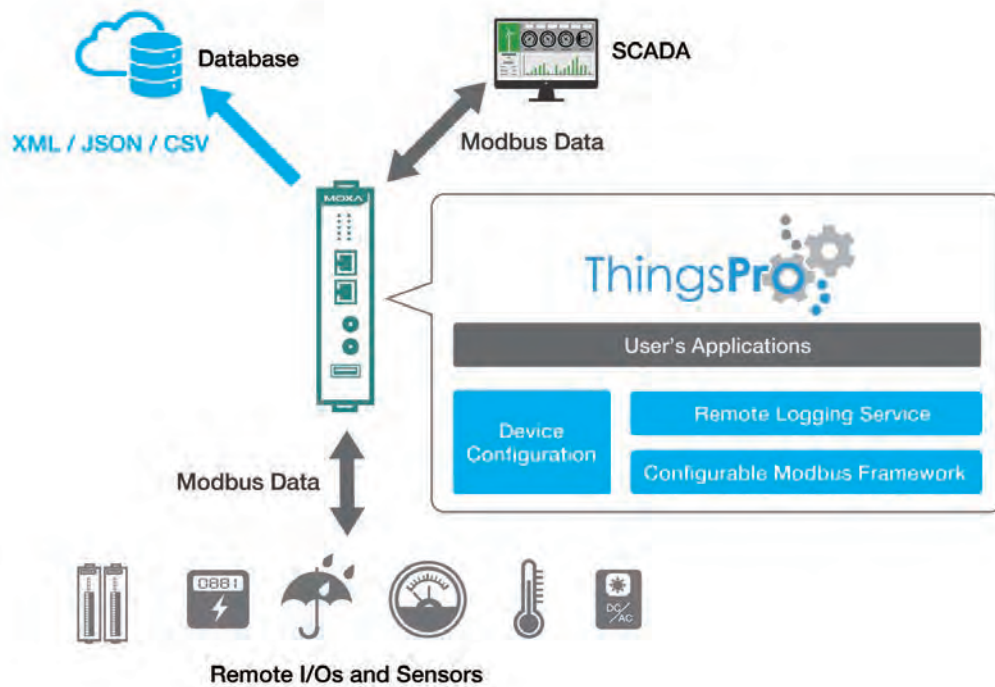 Database
SCADA
XML / JSON / CSV
Modbus Data
MOXA
ThingsPro
User's Applications
Device
Configuration
Remote Logging Service
Configurable Modbus Framework
Modbus Data
0881
DC/AC
Remote I/Os and Sensors